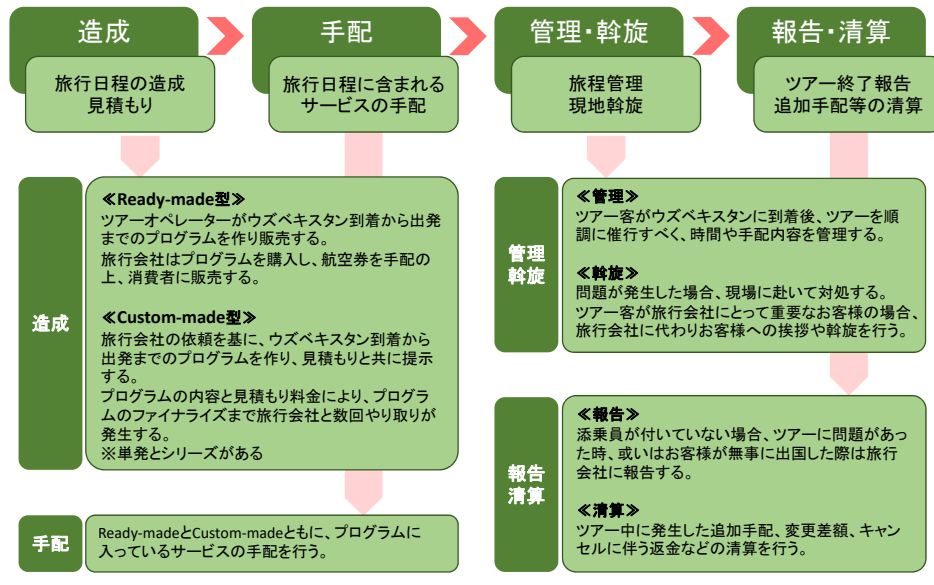 造成
手配
管理・斡旋
報告・清算
旅行日程の造成
見積もり
旅行日程に含まれる
サービスの手配
旅程管理
現地斡旋
ツアー終了報告
追加手配等の清算
造成
≪Ready-made型≫
ツアーオペレーターがウズベキスタン到着から出発
までのプログラムを作り販売する。
旅行会社はプログラムを購入し、航空券を手配の
上、消費者に販売する。
≪Custom-made型≫
旅行会社の依頼を基に、ウズベキスタン到着から
出発までのプログラムを作り、見積もりと共に提示
する。
プログラムの内容と見積もり料金により、プログラ
ムのファイナライズまで旅行会社と数回やり取りが
発生する。
※単発とシリーズがある
手配
Ready-madeとCustom-madeともに、プログラムに
入っているサービスの手配を行う。
管理
斡旋
≪管理≫
ツアー客がウズベキスタンに到着後、ツアーを順
調に催行すべく、時間や手配内容を管理する。
≪斡旋≫
問題が発生した場合、現場に赴いて対処する。
ツアー客が旅行会社にとって重要なお客様の場合、
旅行会社に代わりお客様への挨拶や斡旋を行う。
報告
清算
≪報告≫
添乗員が付いていない場合、ツアーに問題があっ
た時、或いはお客様が無事に出国した際は旅行
会社に報告する。
≪清算≫
ツアー中に発生した追加手配、変更差額、キャン
セルに伴う返金などの清算を行う。